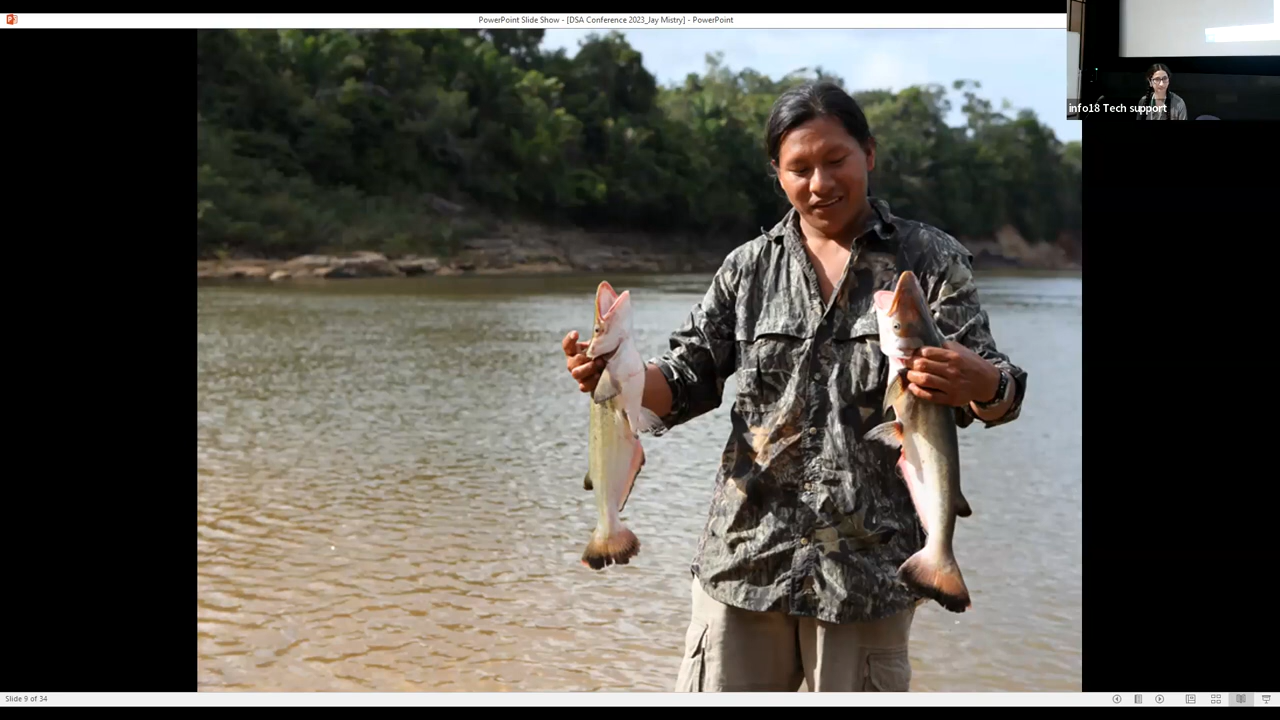 PowerPoint Slide Show - [DSA Conference 2023_Jay Mistry] - PowerPoint
info18 Tech support
Slide 9 of 34